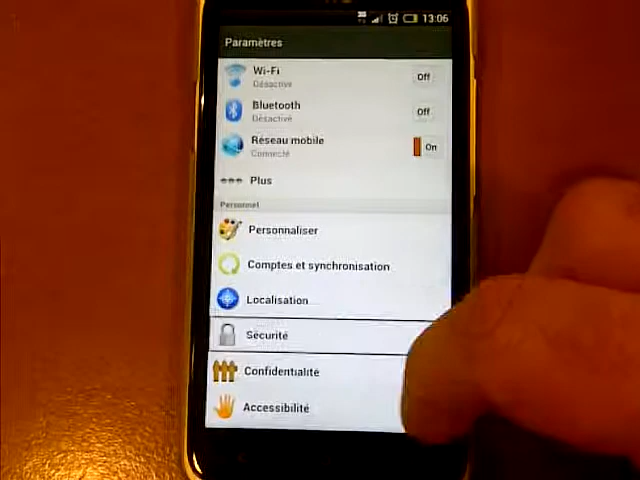 13:06
Paramètres
Wi-Fi
Désactivé
Off
Bluetooth
Désactivé
Off
Réseau mobile
Connecté
On
Plus
Personnel
Personnaliser
Comptes et synchronisation
Localisation
Sécurité
Confidentialité
Accessibilité